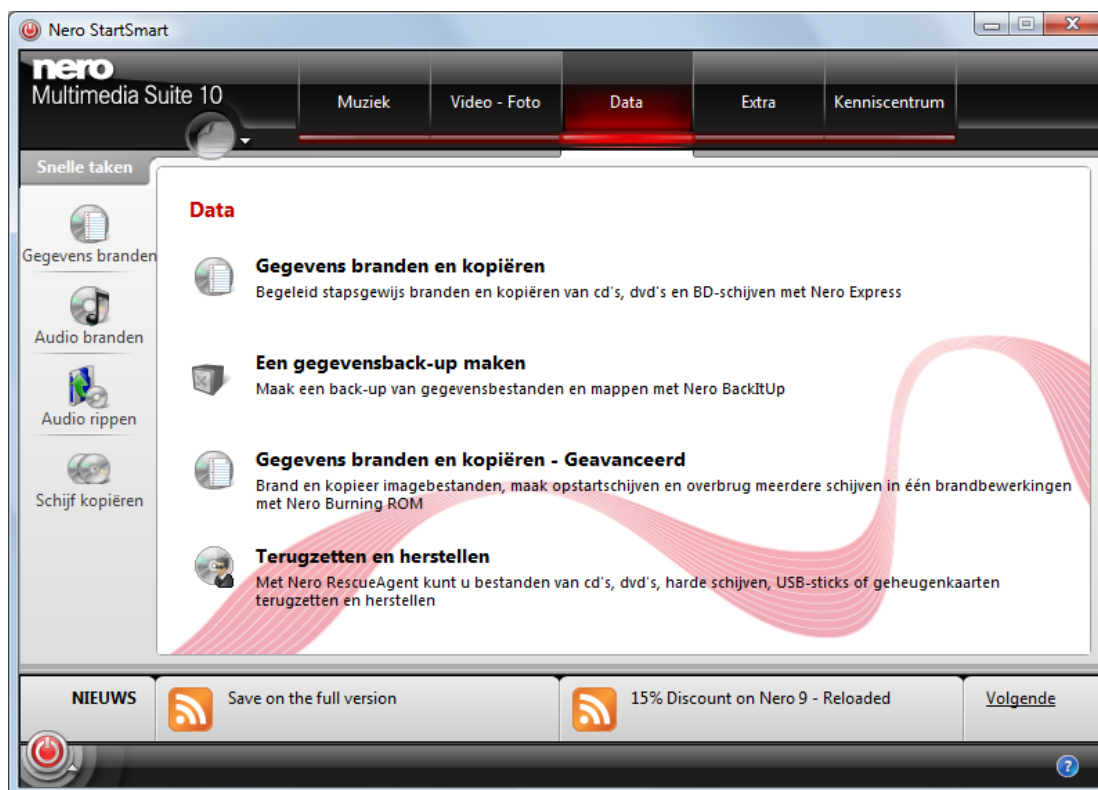 Nero StartSmart
nero
Multimedia Suite 10
Muziek
Video - Foto
Data
Extra
Kenniscentrum
Snelle taken
Gegevens branden
Audio branden
Audio rippen
Schijf kopiëren
Data
Gegevens branden en kopiëren
Begeleid stapsgewijs branden en kopiëren van cd's, dvd's en BD-schijven met Nero Express
Een gegevensback-up maken
Maak een back-up van gegevensbestanden en mappen met Nero BackItUp
Gegevens branden en kopiëren - Geavanceerd
Brand en kopieer imagebestanden, maak opstartschijven en overbrug meerdere schijven in één brandbewerkingen
met Nero Burning ROM
Terugzetten en herstellen
Met Nero RescueAgent kunt u bestanden van cd's, dvd's, harde schijven, USB-sticks of geheugenkaarten
terugzetten en herstellen
NIEUWS
Save on the full version
15% Discount on Nero 9 - Reloaded
Volgende
?